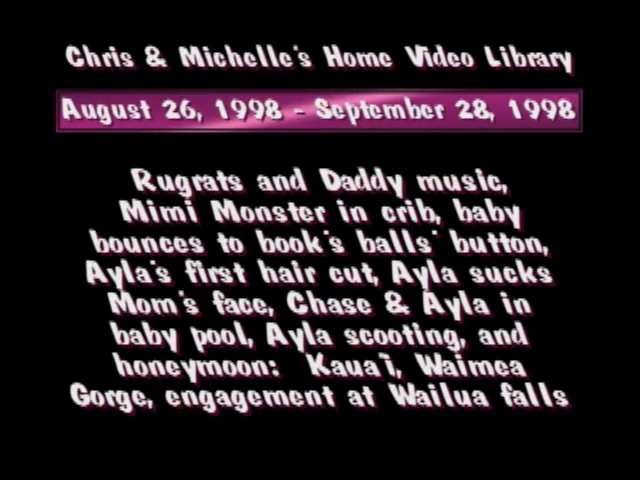 Chris & Michelle's Home Video Library
August 26, 1998 - September 28, 1998
Rugrats and Daddy music,
Mimi Monster in crib, baby
bounces to book's balls' button,
Ayla's first hair cut, Ayla sucks
Mom's face, Chase & Ayla in
baby pool, Ayla scooting, and
honeymoon: Kaua'i, Waimea
Gorge, engagement at Wailua falls